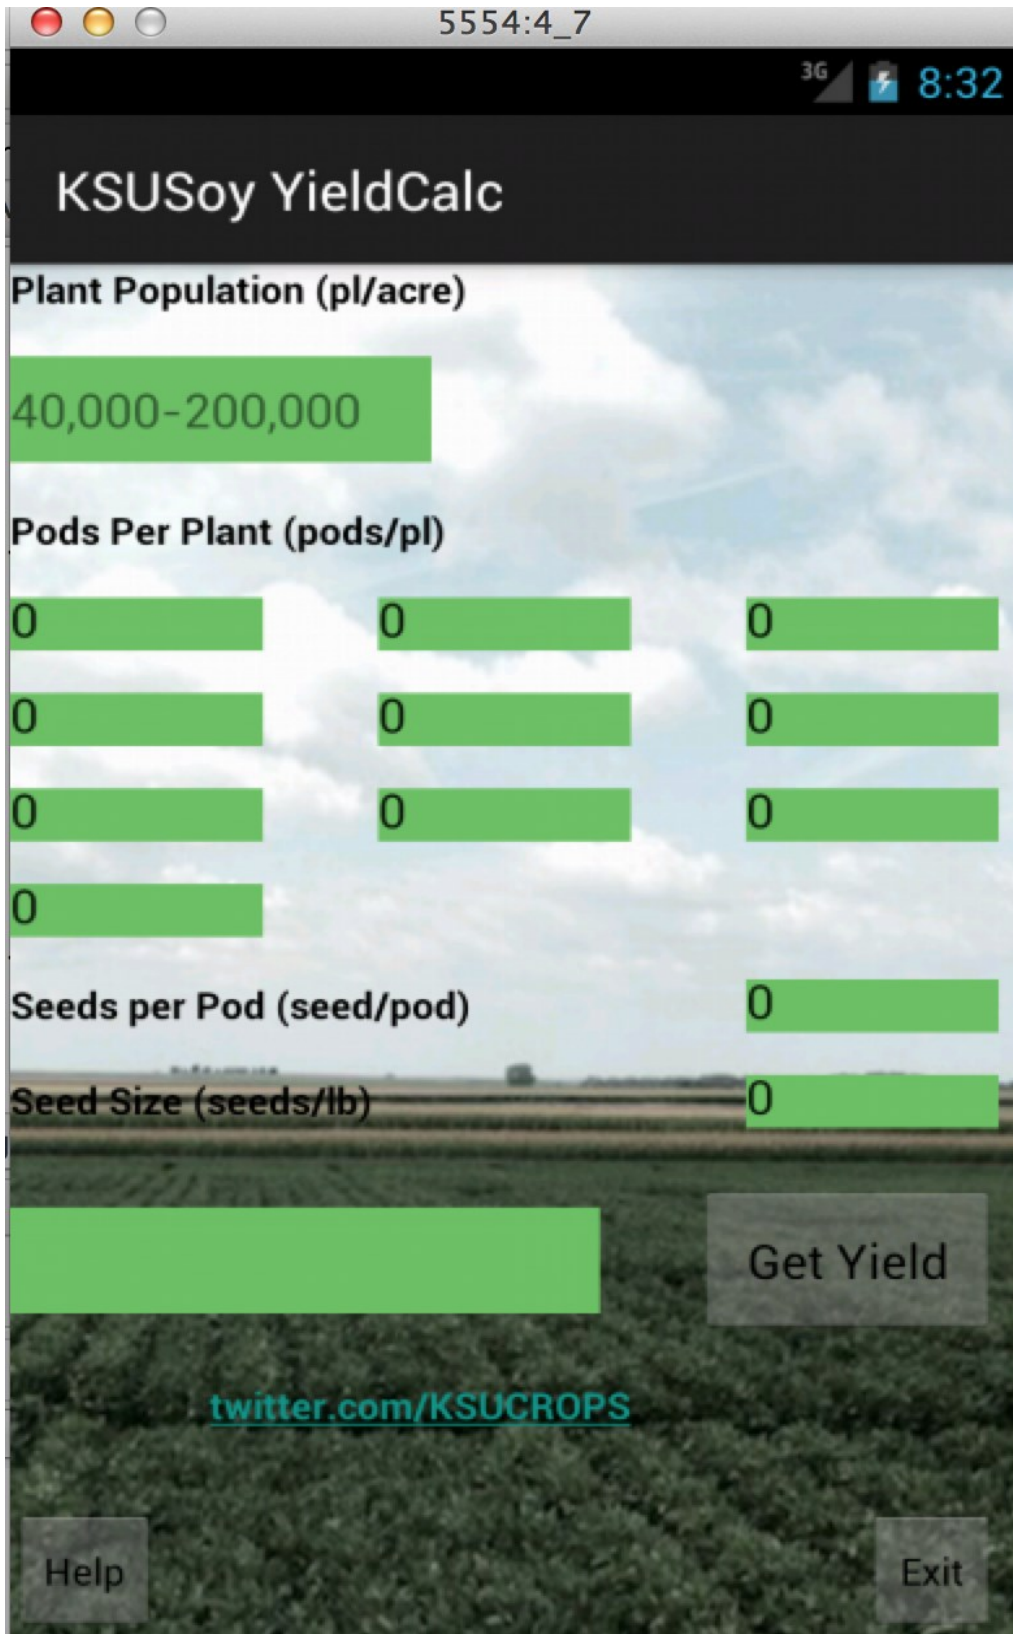 5554:4_7
3G 8:32
KSUSoy YieldCalc
Plant Population (pl/acre)
40,000-200,000
Pods Per Plant (pods/pl)
0 0 0
0 0 0
0 0 0
0
Seeds per Pod (seed/pod) 0
Seed Size (seeds/lb) 0
Get Yield
twitter.com/KSUCROPS
Help Exit